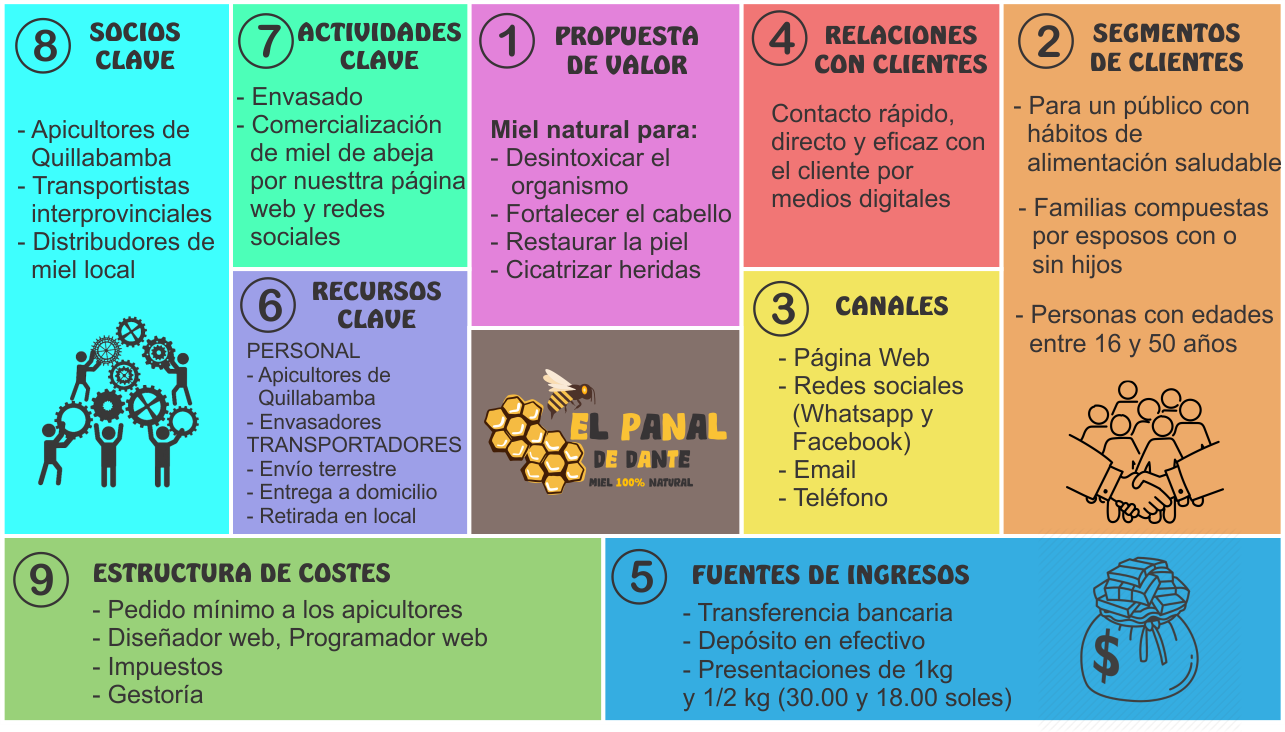 8 SOCIOS
CLAVE
- Apicultores de
Quillabamba
- Transportistas
interprovinciales
- Distribudores de
miel local
7 ACTIVIDADES
CLAVE
- Envasado
- Comercialización
de miel de abeja
por nuesttra página
web y redes
sociales
6 RECURSOS
CLAVE
PERSONAL
- Apicultores de
Quillabamba
- Envasadores
TRANSPORTADORES
- Envío terrestre
- Entrega a domicilio
- Retirada en local
1 PROPUESTA
DE VALOR
Miel natural para:
- Desintoxicar el
organismo
- Fortalecer el cabello
- Restaurar la piel
- Cicatrizar heridas
EL PANAL
DE DANTE
MIEL 100% NATURAL
4 RELACIONES
CON CLIENTES
Contacto rápido,
directo y eficaz con
el cliente por
medios digitales
3 CANALES
- Página Web
- Redes sociales
(Whatsapp y
Facebook)
- Email
- Teléfono
2 SEGMENTOS
DE CLIENTES
- Para un público con
hábitos de
alimentación saludable
- Familias compuestas
por esposos con o
sin hijos
- Personas con edades
entre 16 y 50 años
9 ESTRUCTURA DE COSTES
- Pedido mínimo a los apicultores
- Diseñador web, Programador web
- Impuestos
- Gestoría
5 FUENTES DE INGRESOS
- Transferencia bancaria
- Depósito en efectivo
- Presentaciones de 1kg
y 1/2 kg (30.00 y 18.00 soles)
$